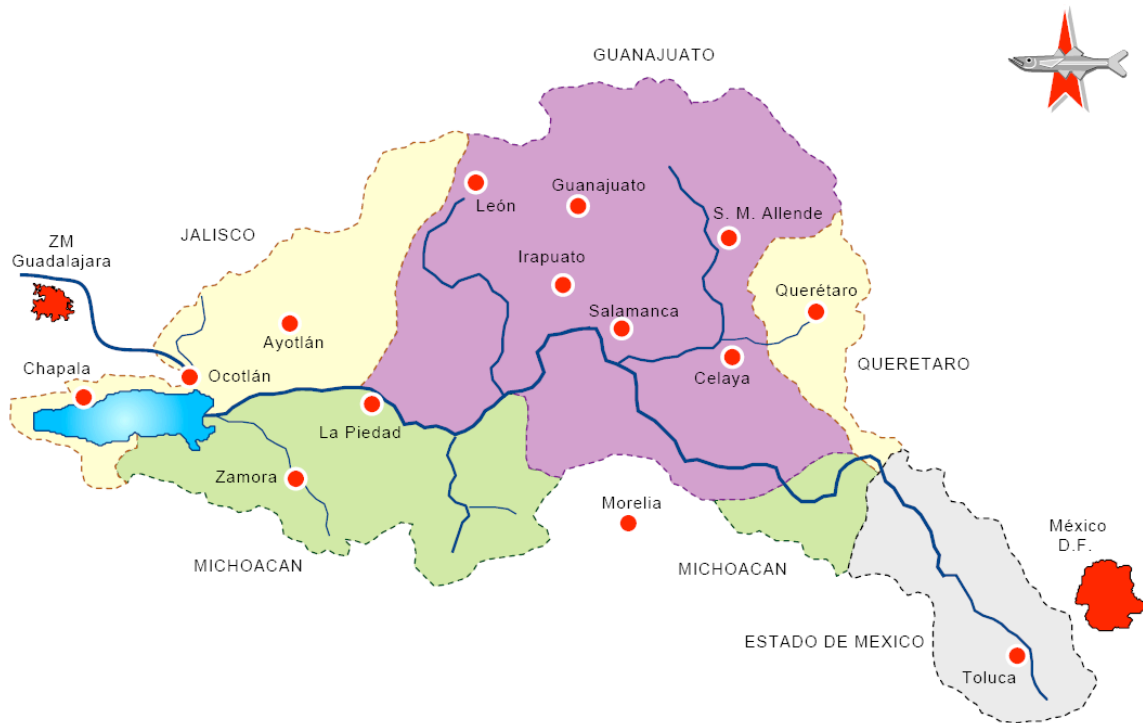 GUANAJUATO
León
Guanajuato
S. M. Allende
ZM
Guadalajara
JALISCO
Irapuato
Querétaro
Salamanca
Ayotlán
Chapala
Ocotlán
Celaya
QUERETARO
La Piedad
Zamora
Morelia
México
D.F.
MICHOACAN
MICHOACAN
ESTADO DE MEXICO
Toluca